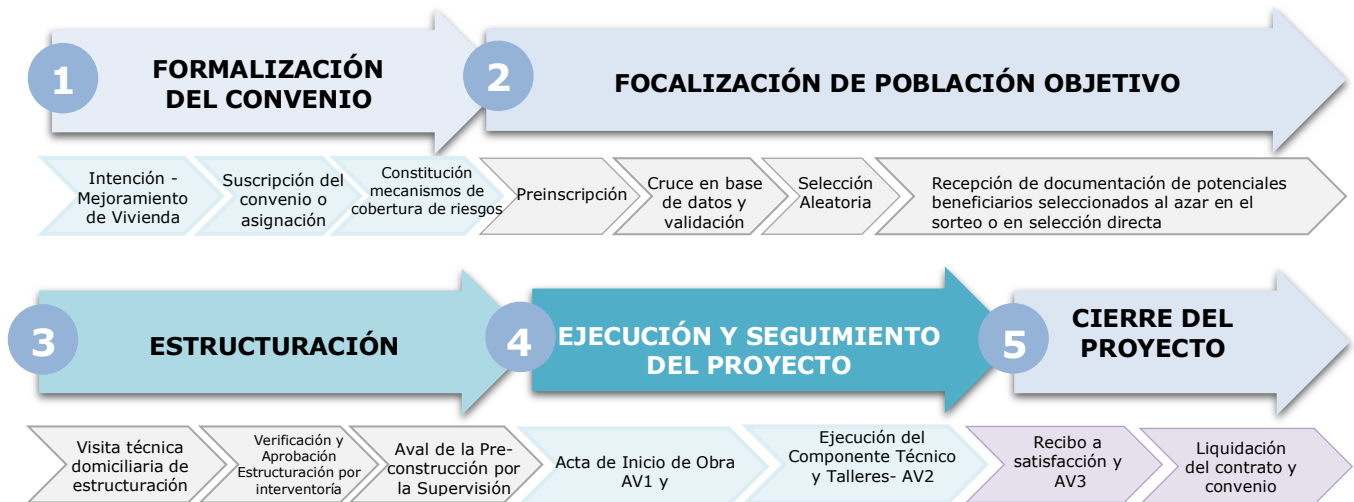 1
FORMALIZACIÓN
DEL CONVENIO
2
FOCALIZACIÓN DE POBLACIÓN OBJETIVO
Intención -
Mejoramiento
de Vivienda
Suscripción del
convenio o
asignación
Constitución
mecanismos de
cobertura de riesgos
Preinscripción
Cruce en base
de datos y
validación
Selección
Aleatoria
Recepción de documentación de potenciales
beneficiarios seleccionados al azar en el
sorteo o en selección directa
3
ESTRUCTURACIÓN
4
EJECUCIÓN Y SEGUIMIENTO
DEL PROYECTO
5
CIERRE DEL
PROYECTO
Visita técnica
domiciliaria de
estructuración
Verificación y
Aprobación
Estructuración por
interventoría
Aval de la Pre-
construcción por
la Supervisión
Acta de Inicio de Obra
AV1 y
Ejecución del
Componente Técnico
y Talleres- AV2
Recibo a
satisfacción y
AV3
Liquidación
del contrato y
convenio